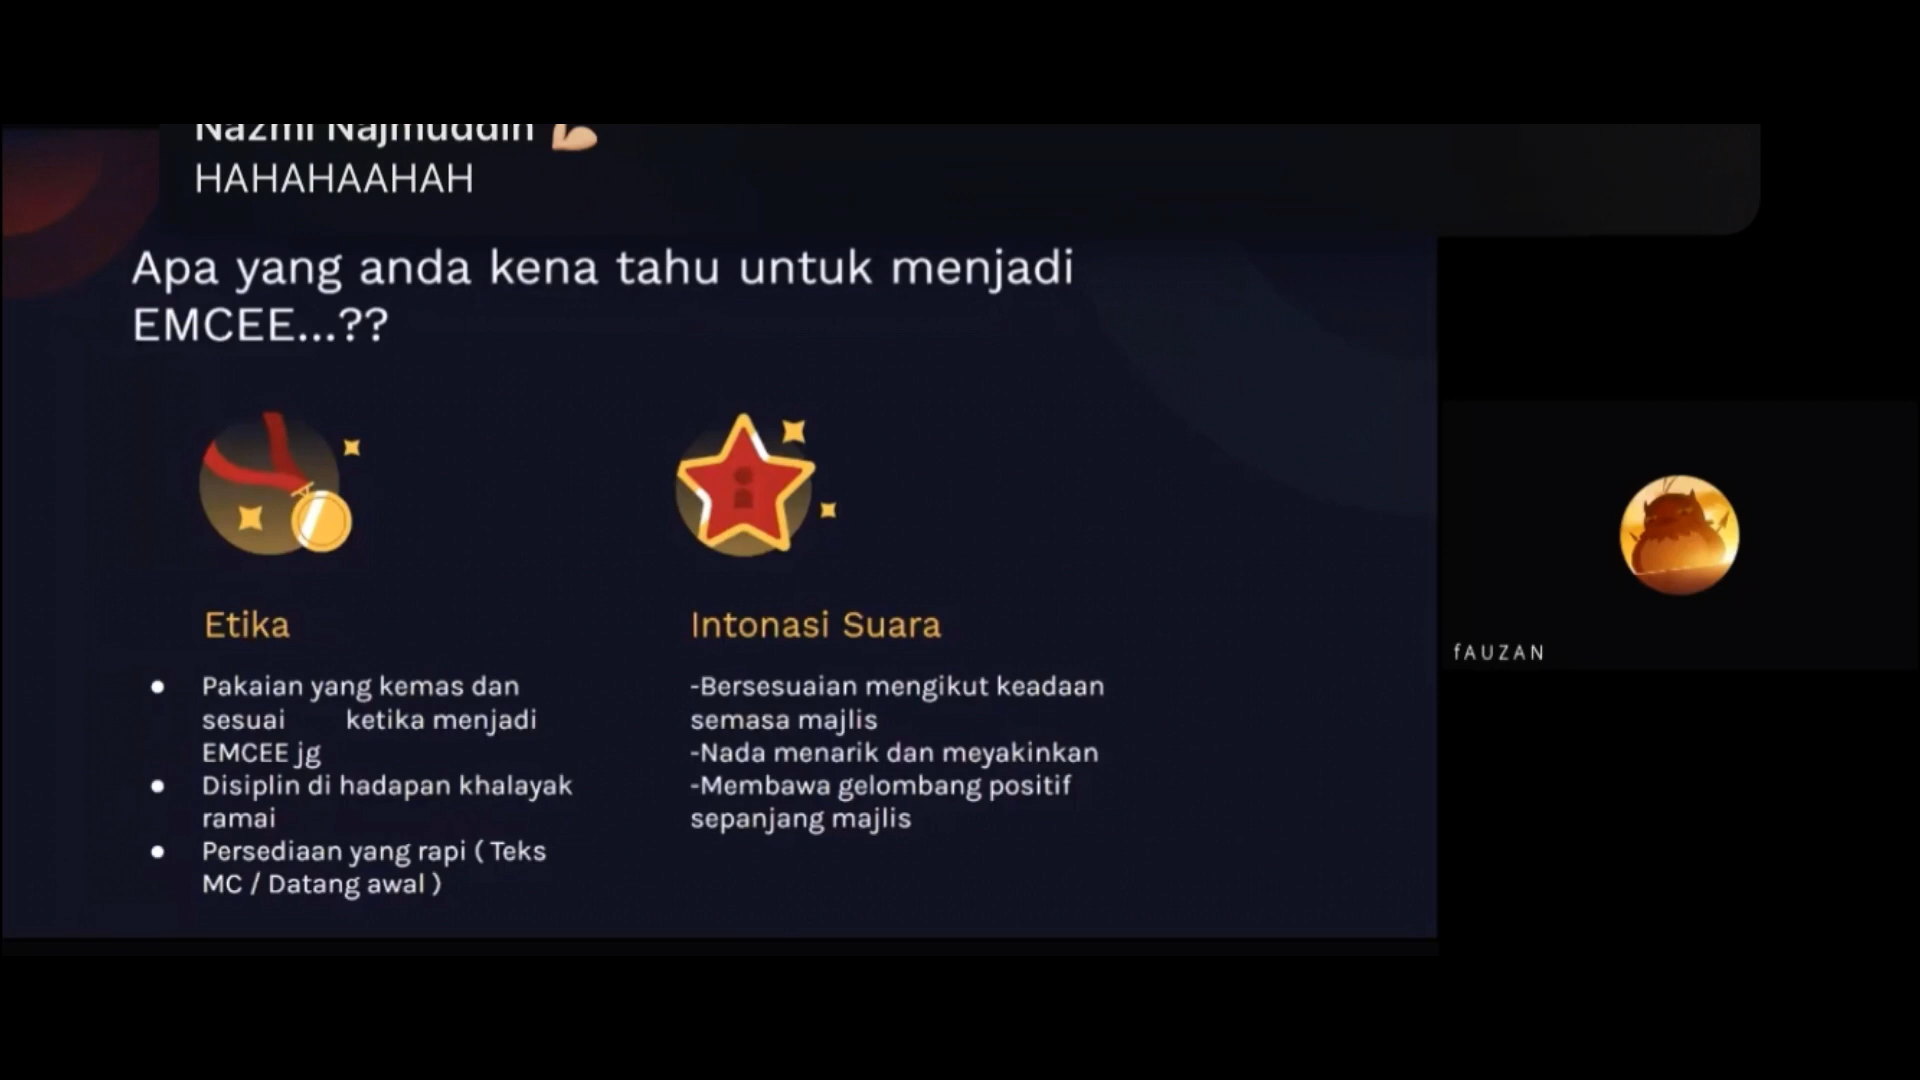 Nazmi Najmuddin 💪
HAHAHAAHAH
Apa yang anda kena tahu untuk menjadi
EMCEE...??
Etika
● Pakaian yang kemas dan
sesuai ketika menjadi
EMCEE jg
● Disiplin di hadapan khalayak
ramai
● Persediaan yang rapi ( Teks
MC / Datang awal )
Intonasi Suara
-Bersesuaian mengikut keadaan
semasa majlis
-Nada menarik dan meyakinkan
-Membawa gelombang positif
sepanjang majlis
fAUZAN